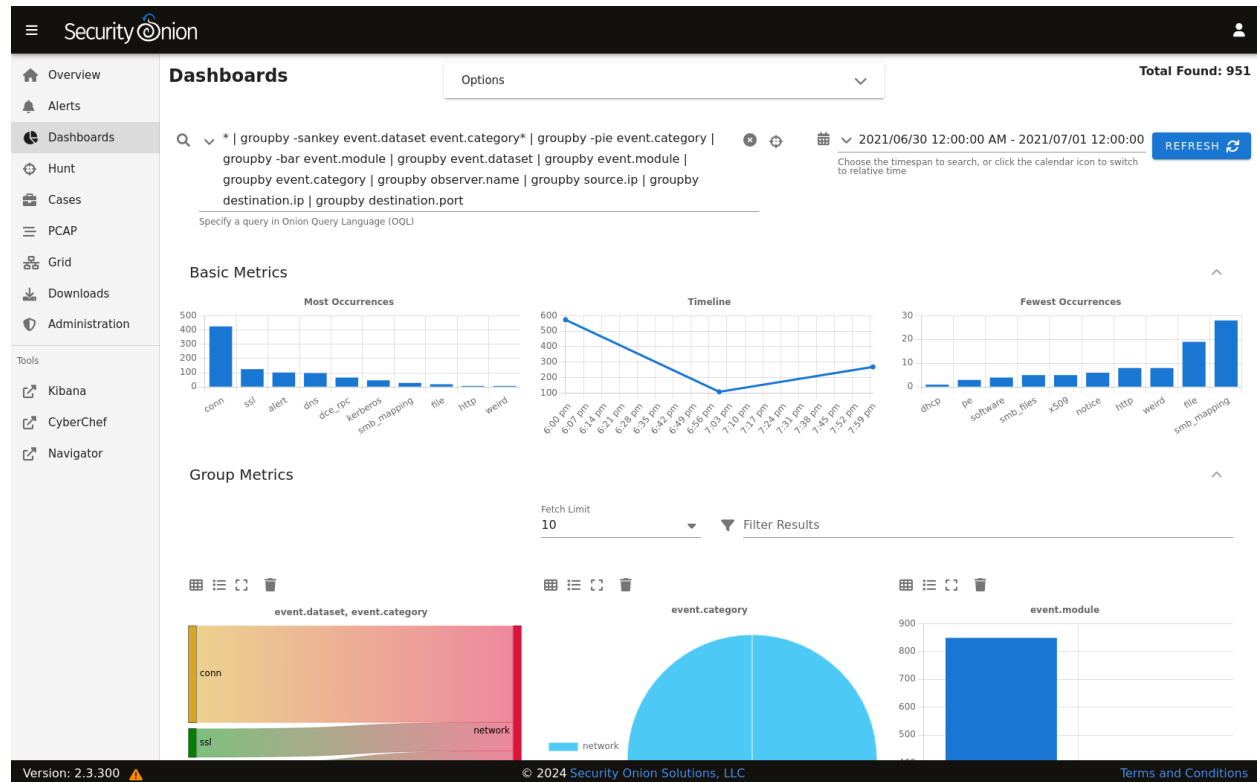 Security Onion
Overview
Alerts
Dashboards
Hunt
Cases
PCAP
Grid
Downloads
Administration
Tools
Kibana
CyberChef
Navigator
Dashboards
Options
Total Found: 951
* | groupby -sankey event.dataset event.category* | groupby -pie event.category |
groupby -bar event.module | groupby event.dataset | groupby event.module |
groupby event.category | groupby observer.name | groupby source.ip | groupby
destination.ip | groupby destination.port
Specify a query in Onion Query Language (OQL)
2021/06/30 12:00:00 AM - 2021/07/01 12:00:00
Choose the timespan to search, or click the calendar icon to switch
to relative time
REFRESH
Basic Metrics
Most Occurrences
500
400
300
200
100
0
conn
ssl
alert
dns
dce_rpc
kerberos
smb_mapping
file
http
weird
Timeline
600
500
400
300
200
100
6:00 pm
6:07 pm
6:14 pm
6:21 pm
6:28 pm
6:35 pm
6:42 pm
6:49 pm
6:56 pm
7:03 pm
7:10 pm
7:17 pm
7:24 pm
7:31 pm
7:38 pm
7:45 pm
7:52 pm
7:59 pm
Fewest Occurrences
30
20
10
0
dhcp
pe
software
smb_files
x509
notice
http
weird
file
smb_mapping
Group Metrics
Fetch Limit
10
Filter Results
event.dataset, event.category
conn
ssl
network
event.category
network
event.module
900
800
700
600
500
Version: 2.3.300
© 2024 Security Onion Solutions, LLC
Terms and Conditions